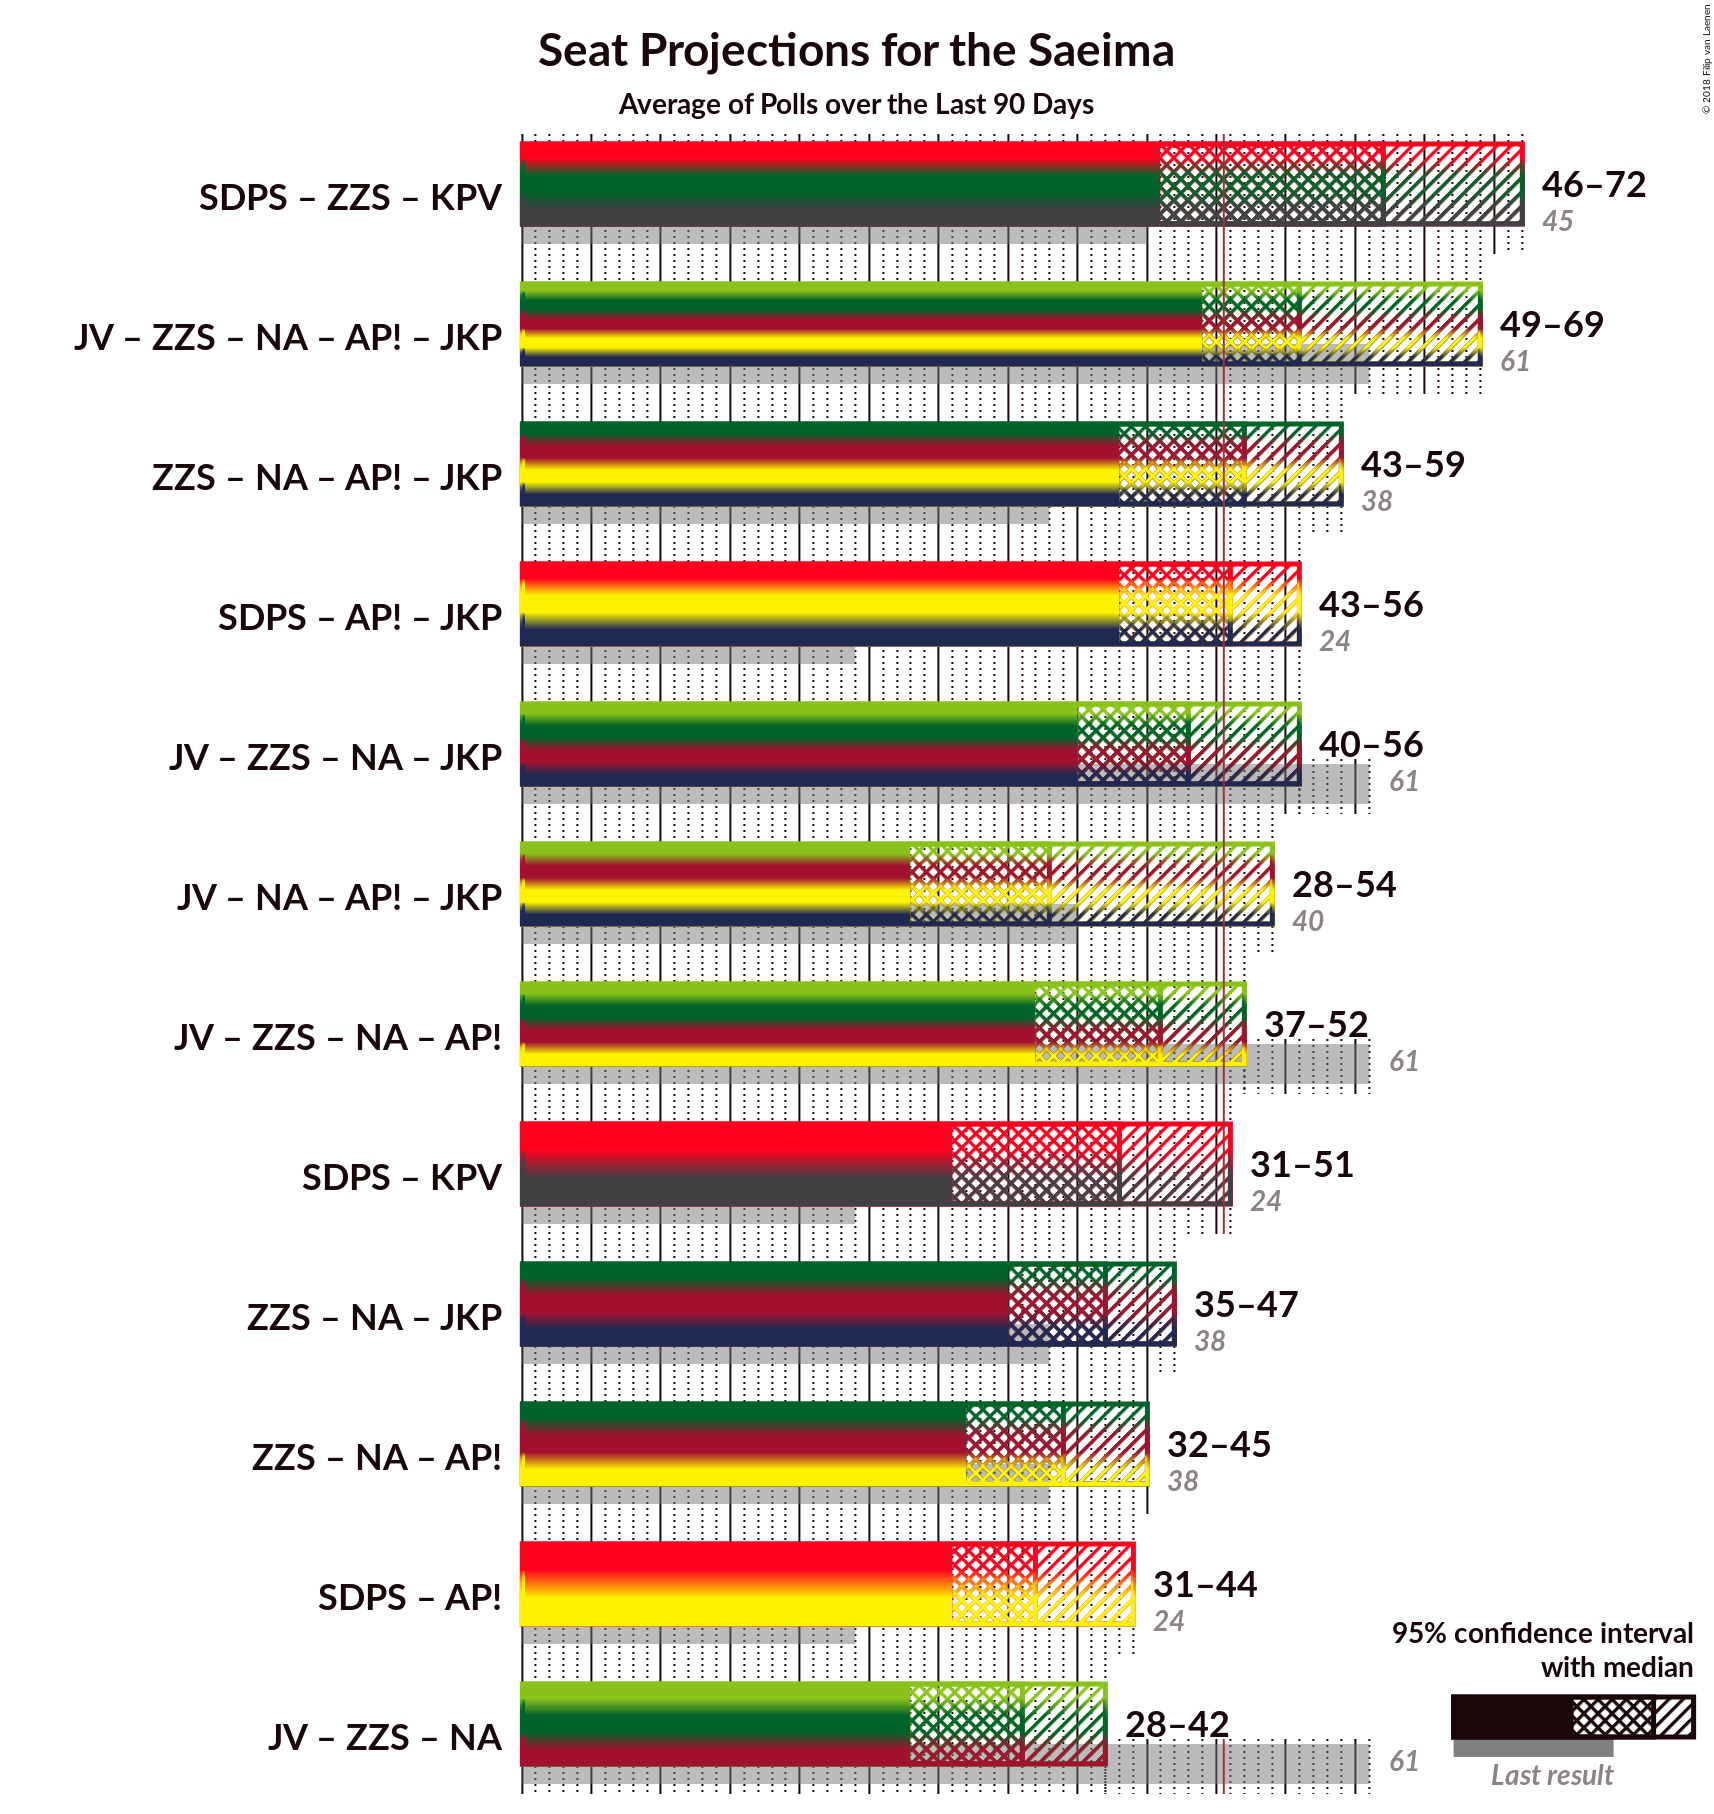 Seat Projections for the Saeima
Average of Polls over the Last 90 Days
© 2018 Filip van Laenen
SDPS – ZZS – KPV
46–72
45
JV – ZZS – NA – AP! – JKP
49–69
61
ZZS – NA – AP! – JKP
43–59
38
SDPS – AP! – JKP
43–56
24
JV – ZZS – NA – JKP
40–56
61
JV – NA – AP! – JKP
28–54
40
JV – ZZS – NA – AP!
37–52
61
SDPS – KPV
31–51
24
ZZS – NA – JKP
35–47
38
ZZS – NA – AP!
32–45
38
SDPS – AP!
31–44
24
JV – ZZS – NA
28–42
61
95% confidence interval
with median
Last result